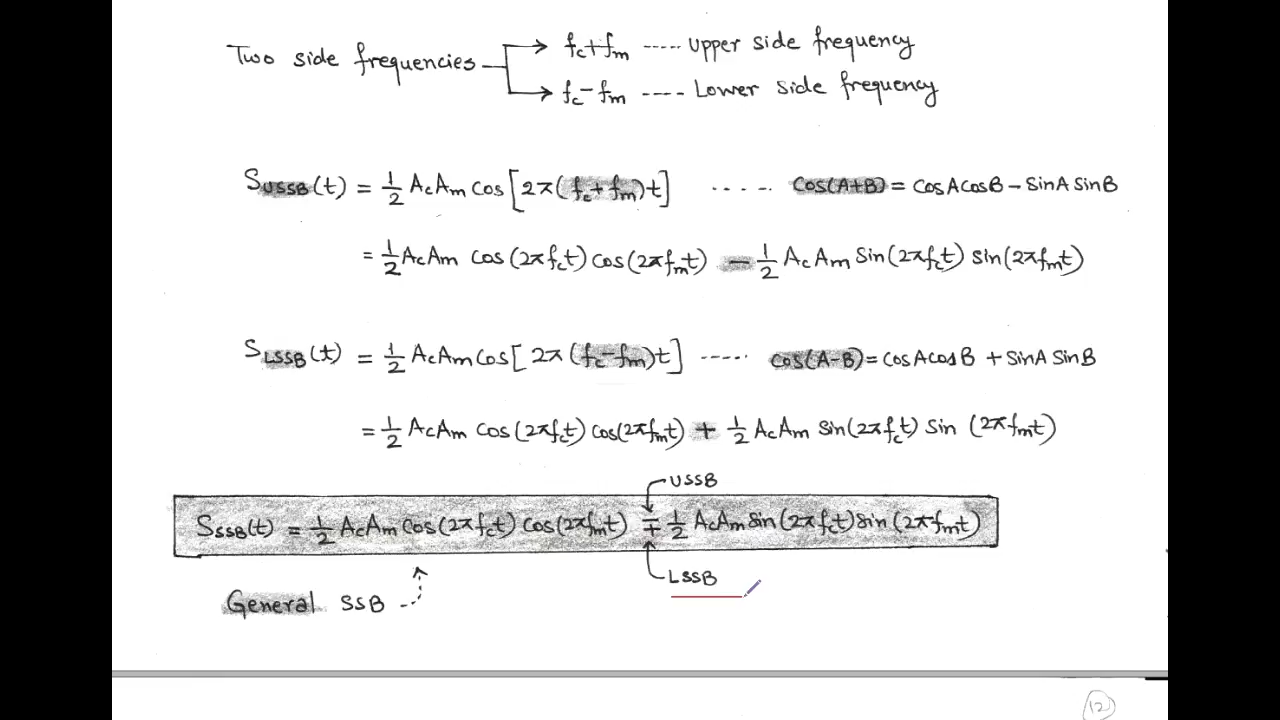 Two side frequencies → fc+fm ..... Upper side frequency
→ fc-fm ---- Lower side frequency
SUSSB(t) = 1/2 AcAm Cos[2π(fc+fm)t] ..... Cos(A+B) = CosACosB - SinA SinB
= 1/2 AcAm Cos(2πfct) Cos(2πfmt) - 1/2 AcAm Sin(2πfct) Sin(2πfmt)
SLSSB(t) = 1/2 AcAm Cos[2π(fc-fm)t] ..... Cos(A-B) = CosACosB + SinA SinB
= 1/2 AcAm Cos(2πfct) Cos(2πfmt) + 1/2 AcAm Sin(2πfct) Sin (2πfmt)
USSB
SSSB(t) = 1/2 AcAm Cos(2πfct) Cos(2πfmt) ∓ 1/2 AcAm Sin(2πfct) Sin(2πfmt)
LSSB
General SSB
12